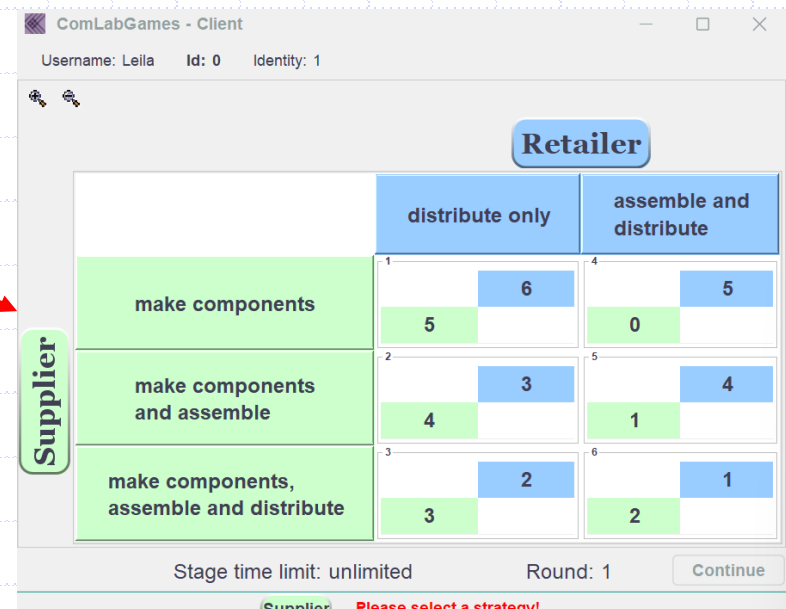 ComLabGames - Client
Username: Leila Id: 0 Identity: 1
Retailer
distribute only
assemble and
distribute
Supplier
make components
1
6
5
4
5
0
make components
and assemble
2
3
4
5
4
1
make components,
assemble and distribute
3
2
3
6
1
2
Stage time limit: unlimited Round: 1 Continue
Supplier Please select a strategy!